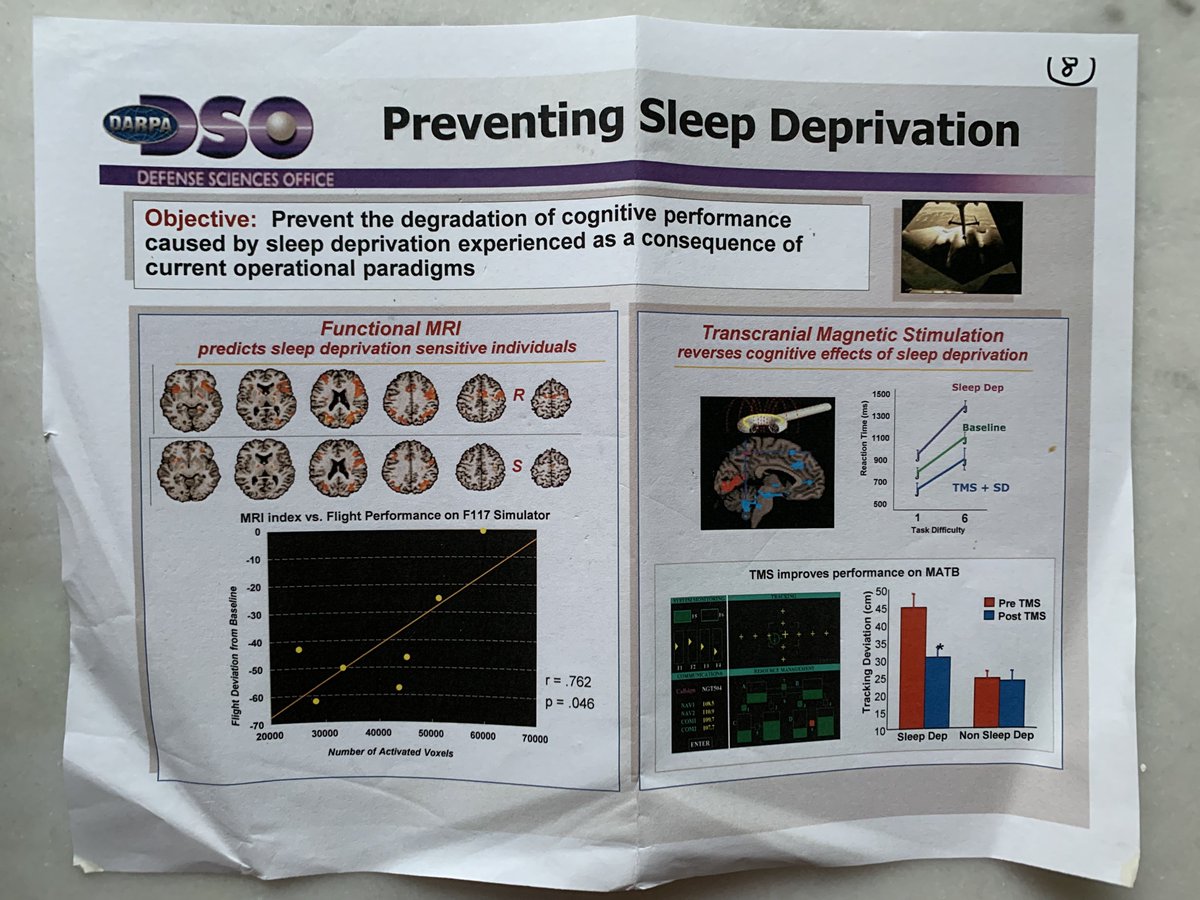 (8)
DARPA DSO
DEFENSE SCIENCES OFFICE
Preventing Sleep Deprivation
Objective: Prevent the degradation of cognitive performance
caused by sleep deprivation experienced as a consequence of
current operational paradigms
Functional MRI
predicts sleep deprivation sensitive individuals
R
S
MRI index vs. Flight Performance on F117 Simulator
Flight Deviation from Baseline
0
-10
-20
-30
-40
-50
-60
-70
20000 30000 40000 50000 60000 70000
Number of Activated Voxels
r = .762
p = .046
Transcranial Magnetic Stimulation
reverses cognitive effects of sleep deprivation
Reaction Time (ms)
1500
1300
1100
900
700
500
Sleep Dep
Baseline
TMS + SD
1 6
Task Difficulty
TMS improves performance on MATB
TRACKING
RESOURCE MANAGEMENT
COMMUNICATIONS
Callsign NGT504
NAV1 108.5
NAV2 110.9
COM1 109.7
COM2 107.7
ENTER
Tracking Deviation (cm)
50
45
40
35
30
25
20
15
10
Pre TMS
Post TMS
*
Sleep Dep Non Sleep Dep